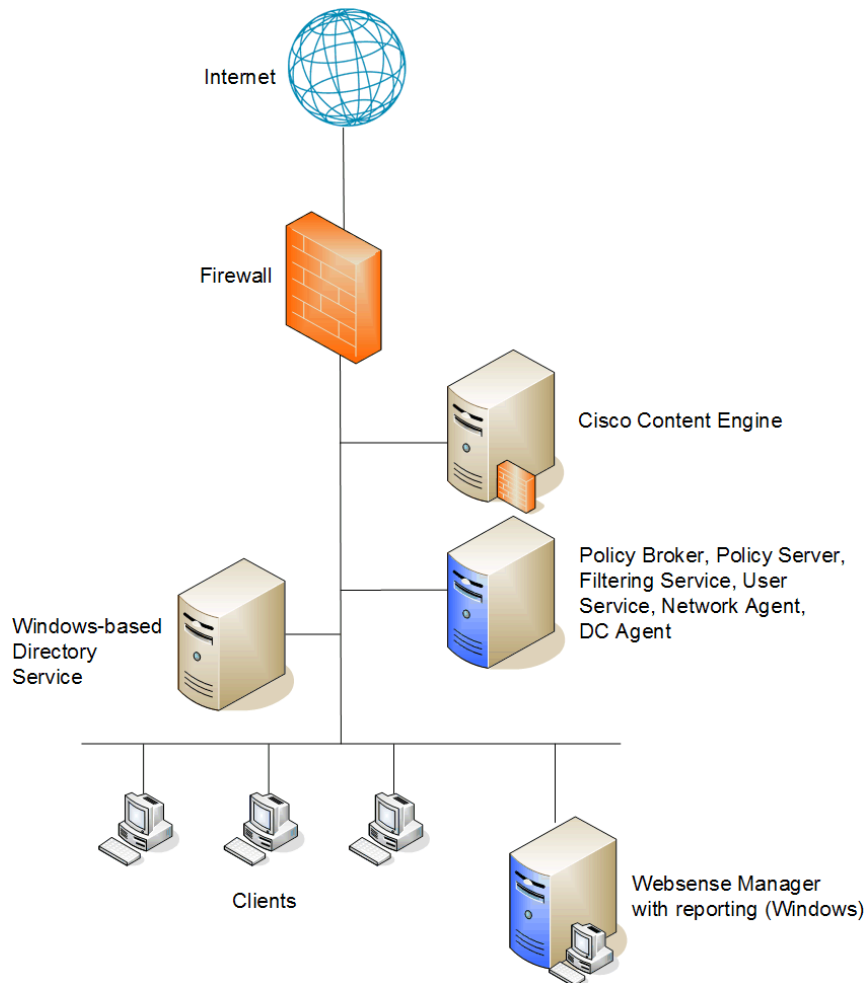 Internet
Firewall
Cisco Content Engine
Policy Broker, Policy Server,
Filtering Service, User
Service, Network Agent,
DC Agent
Windows-based
Directory
Service
Clients
Websense Manager
with reporting (Windows)